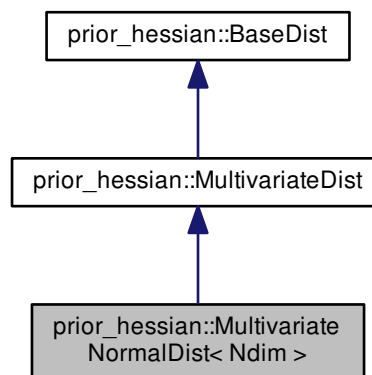 prior_hessian::BaseDist
prior_hessian::MultivariateDist
prior_hessian::Multivariate
NormalDist< Ndim >